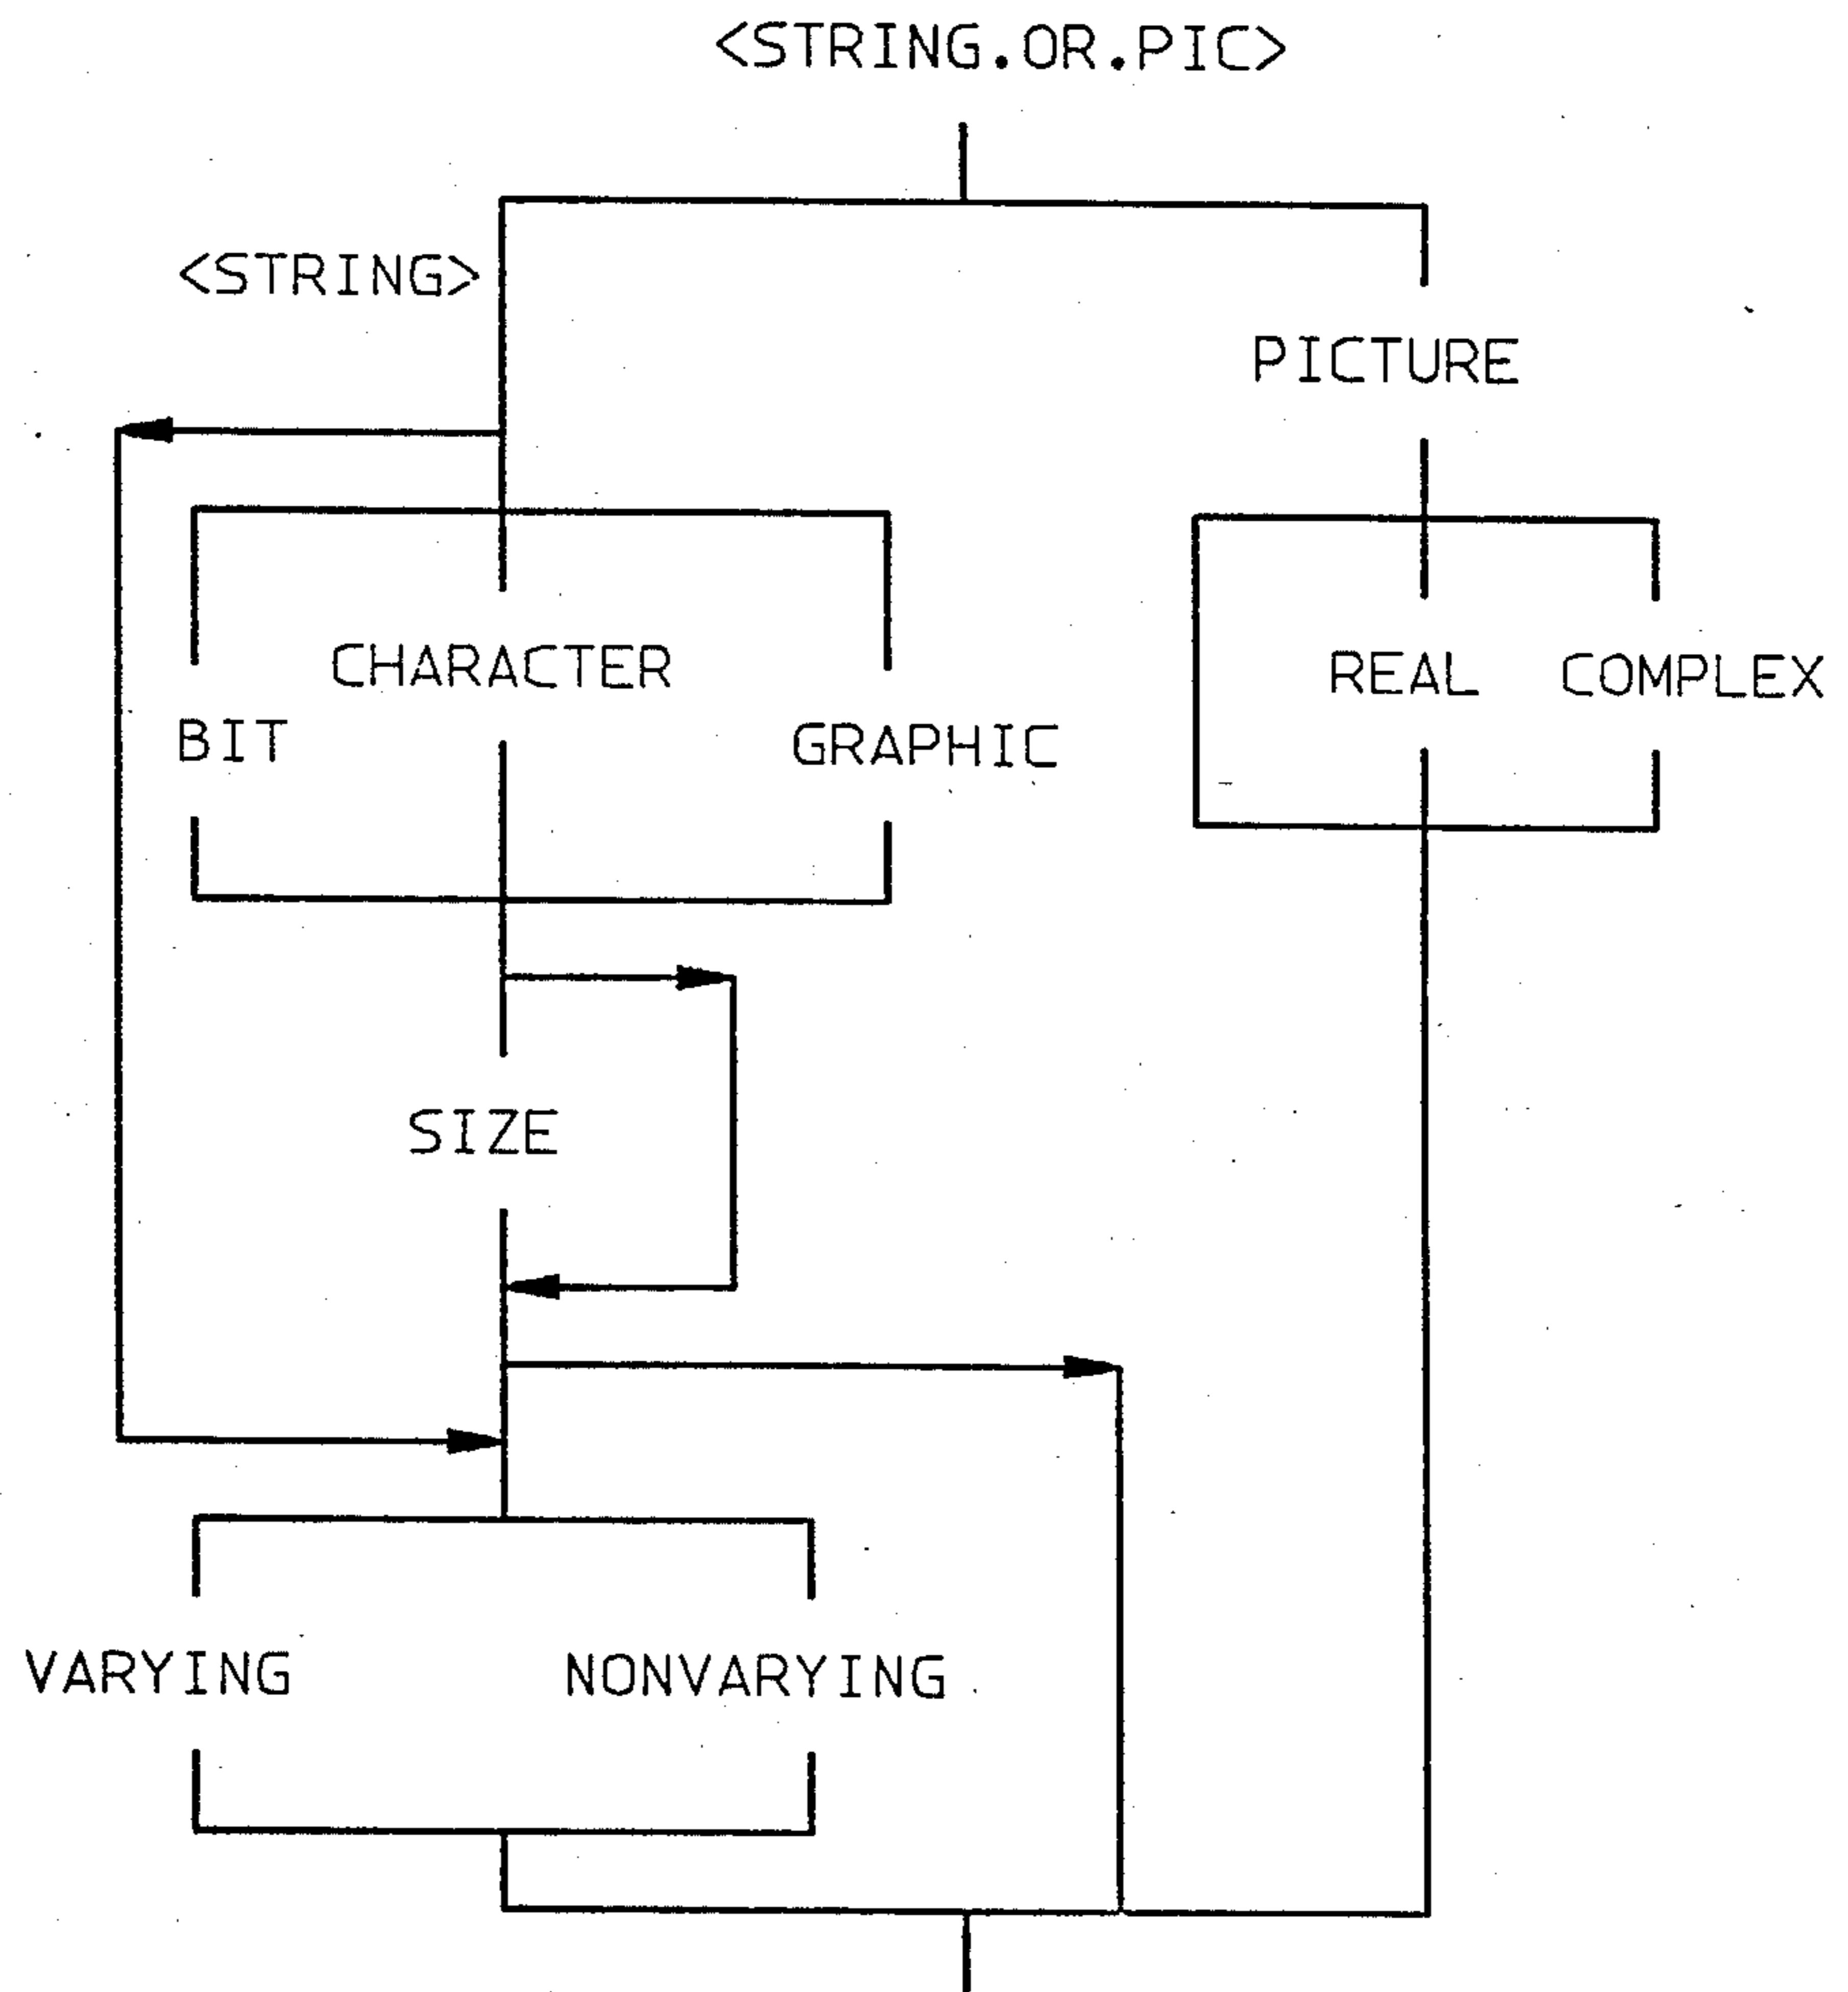 <STRING.OR.PIC>
<STRING>
PICTURE
CHARACTER
REAL COMPLEX
BIT
GRAPHIC
SIZE
VARYING
NONVARYING